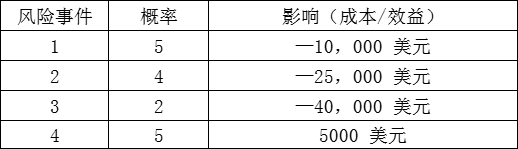 风险事件 概率 影响（成本/效益）
1 5 —10，000 美元
2 4 —25，000 美元
3 2 —40，000 美元
4 5 5000 美元